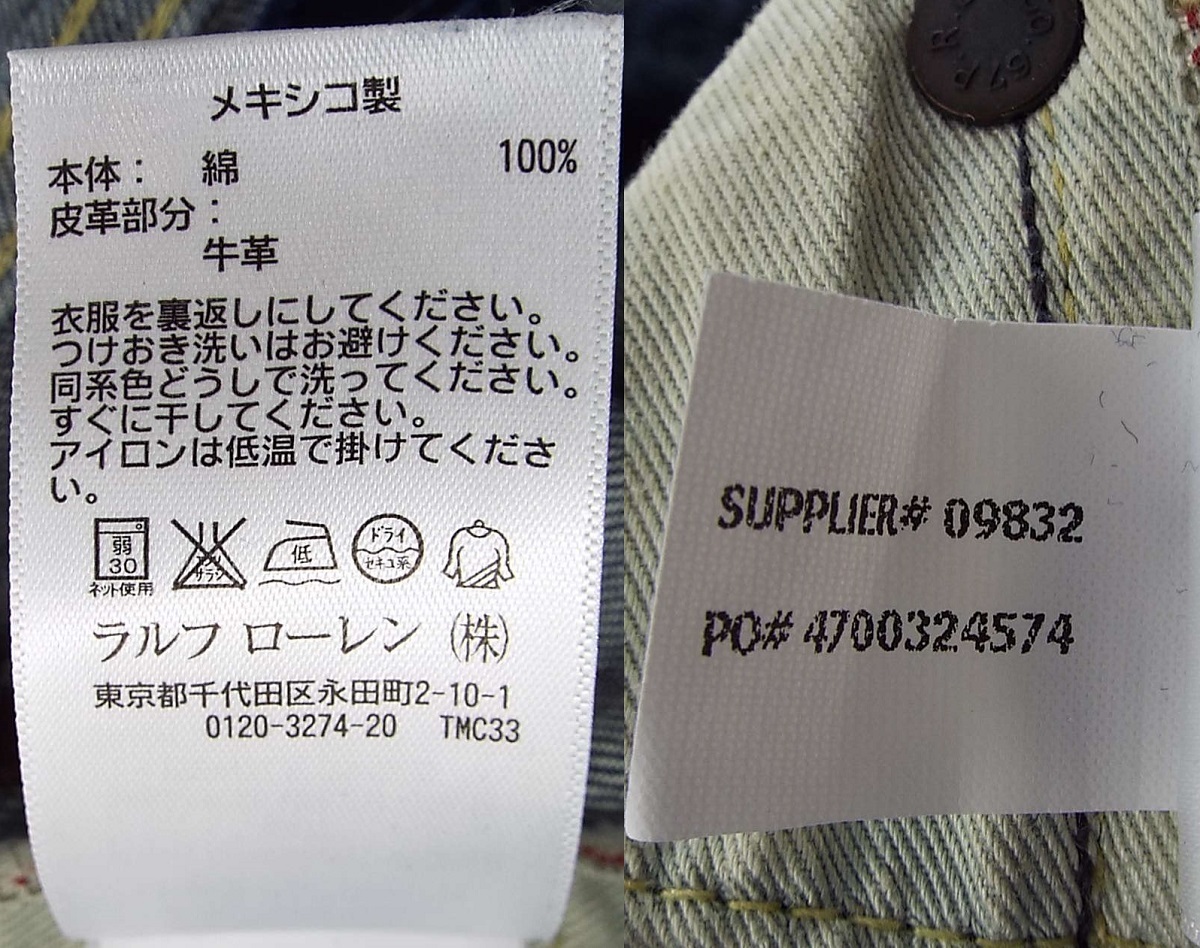 メキシコ製
本体： 綿 100%
皮革部分：
牛革
衣服を裏返しにしてください。
つけおき洗いはお避けください。
同系色どうしで洗ってください。
すぐに干してください。
アイロンは低温で掛けてくださ
い。
弱
30
ネット使用
エンソ
サラシ
低
ドライ
セキユ系
ラルフ ローレン (株)
東京都千代田区永田町2-10-1
0120-3274-20 TMC33
SUPPLIER# 09832
PO# 4700324574